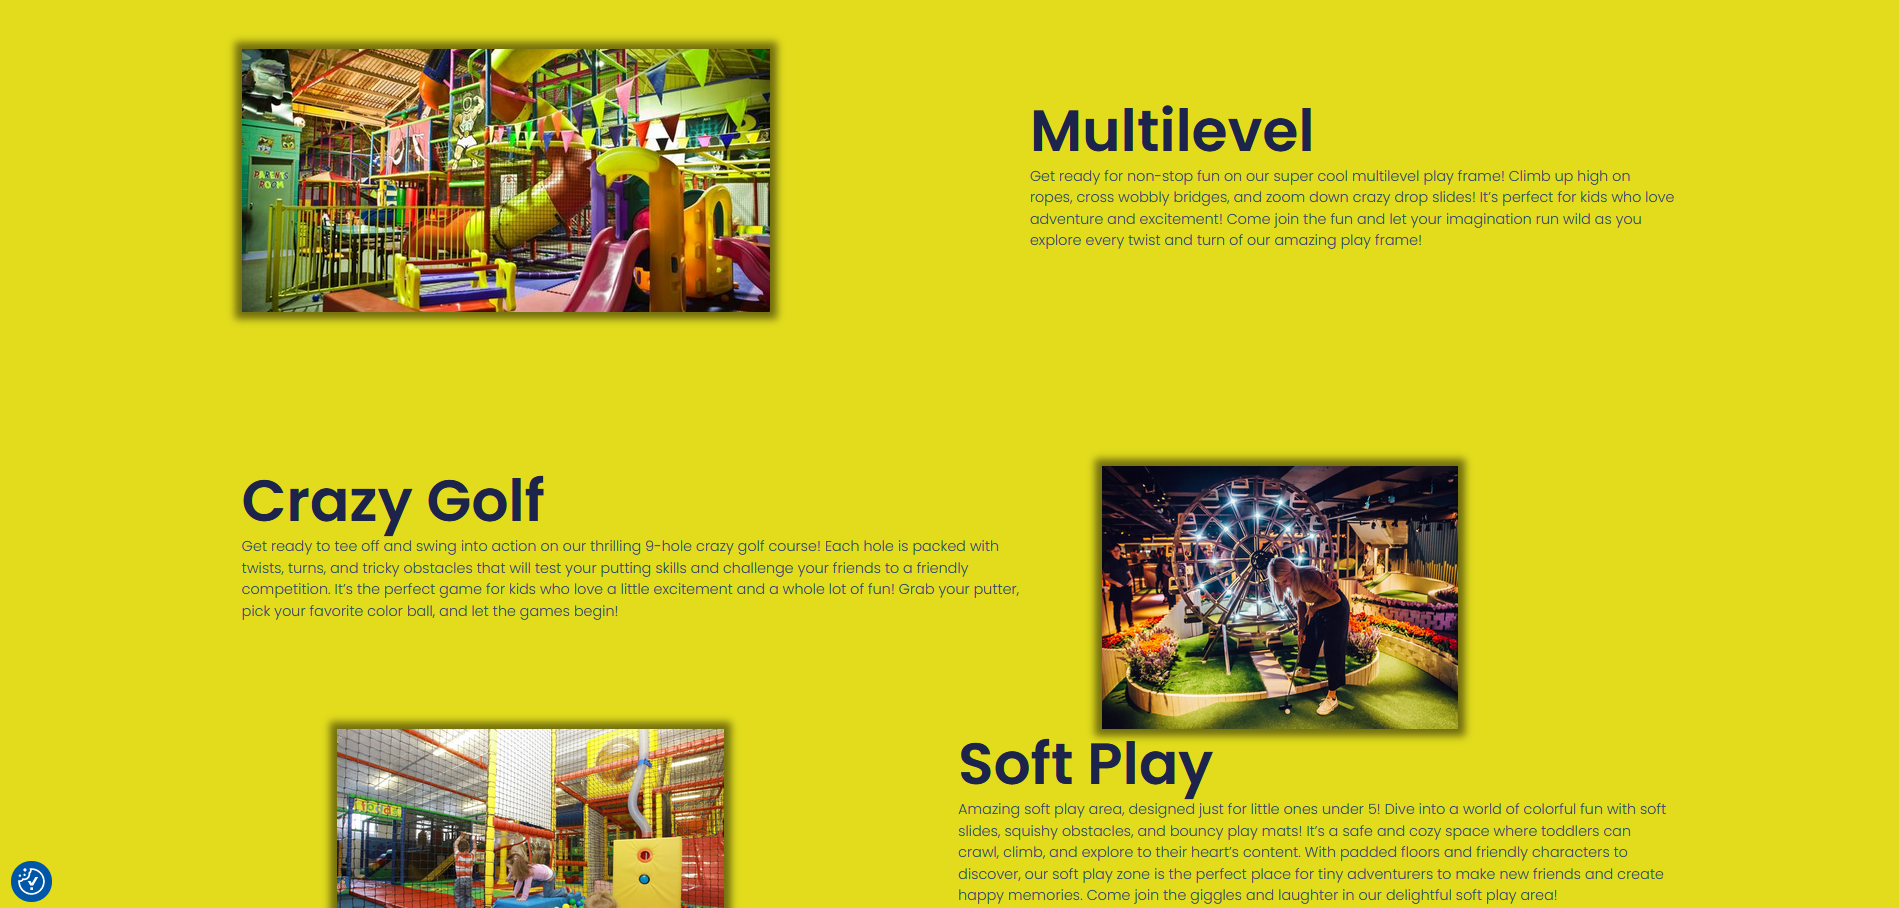 PARENTS
ROOM
Multilevel
Get ready for non-stop fun on our super cool multilevel play frame! Climb up high on
ropes, cross wobbly bridges, and zoom down crazy drop slides! It's perfect for kids who love
adventure and excitement! Come join the fun and let your imagination run wild as you
explore every twist and turn of our amazing play frame!
Crazy Golf
Get ready to tee off and swing into action on our thrilling 9-hole crazy golf course! Each hole is packed with
twists, turns, and tricky obstacles that will test your putting skills and challenge your friends to a friendly
competition. It's the perfect game for kids who love a little excitement and a whole lot of fun! Grab your putter,
pick your favorite color ball, and let the games begin!
Soft Play
Amazing soft play area, designed just for little ones under 5! Dive into a world of colorful fun with soft
slides, squishy obstacles, and bouncy play mats! It's a safe and cozy space where toddlers can
crawl, climb, and explore to their heart's content. With padded floors and friendly characters to
discover, our soft play zone is the perfect place for tiny adventurers to make new friends and create
happy memories. Come join the giggles and laughter in our delightful soft play area!